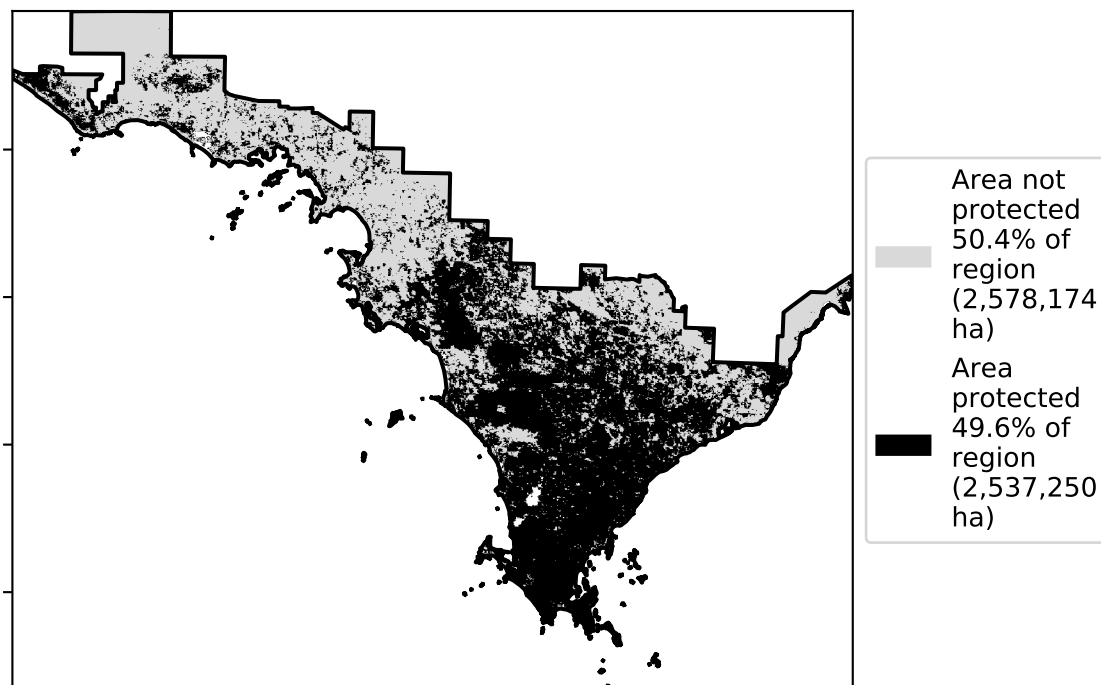 Area not
protected
50.4% of
region
(2,578,174
ha)
Area
protected
49.6% of
region
(2,537,250
ha)